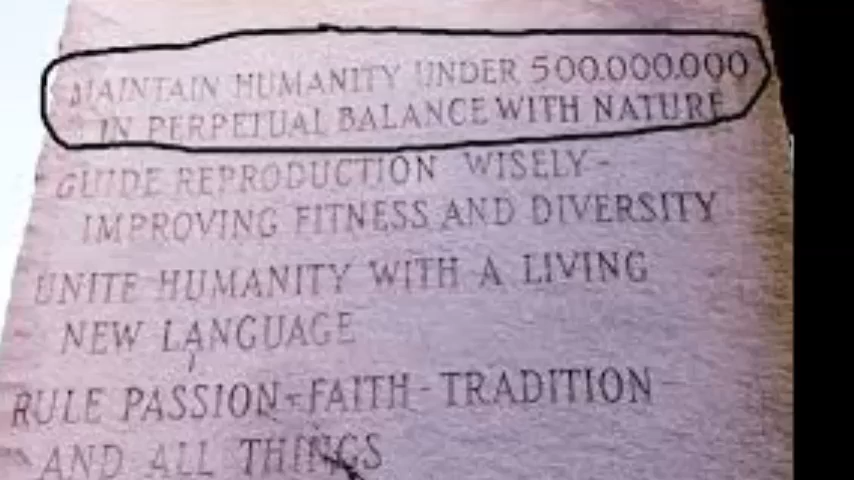 MAINTAIN HUMANITY UNDER 500.000.000
IN PERPETUAL BALANCE WITH NATURE
GUIDE REPRODUCTION WISELY-
IMPROVING FITNESS AND DIVERSITY
UNITE HUMANITY WITH A LIVING
NEW LANGUAGE
RULE PASSION-FAITH-TRADITION
AND ALL THINGS